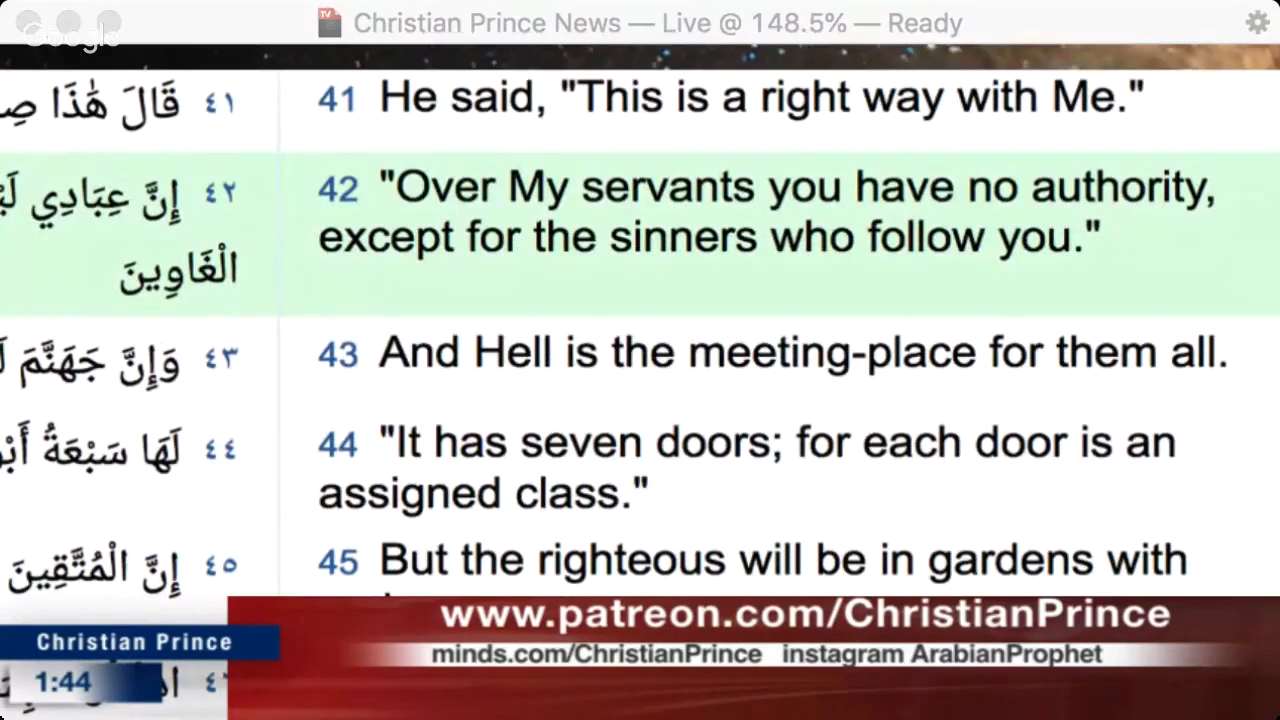 Christian Prince News — Live @ 148.5% — Ready
Google
41 He said, "This is a right way with Me."
٤١ قَالَ هَٰذَا
42 "Over My servants you have no authority,
except for the sinners who follow you."
٤٢ إِنَّ عِبَادِي
الْغَاوِينَ
43 And Hell is the meeting-place for them all.
٤٣ وَإِنَّ جَهَنَّمَ
44 "It has seven doors; for each door is an
assigned class."
٤٤ لَهَا سَبْعَةُ
45 But the righteous will be in gardens with
٤٥ إِنَّ الْمُتَّقِينَ
www.patreon.com/ChristianPrince
Christian Prince
minds.com/ChristianPrince instagram ArabianProphet
1:44